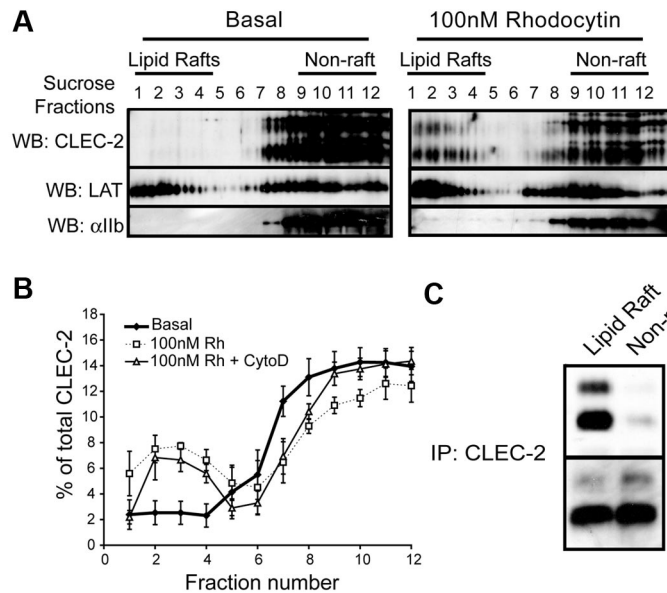 A
Basal
100nM Rhodocytin
Lipid Rafts
Non-raft
Lipid Rafts
Non-raft
Sucrose
Fractions
1 2 3 4 5 6 7 8 9 10 11 12
1 2 3 4 5 6 7 8 9 10 11 12
WB: CLEC-2
WB: LAT
WB: αIIb
B
% of total CLEC-2
18
16
14
12
10
8
6
4
2
0
Basal
100nM Rh
100nM Rh + CytoD
0 2 4 6 8 10 12
Fraction number
C
Lipid Raft
IP: CLEC-2